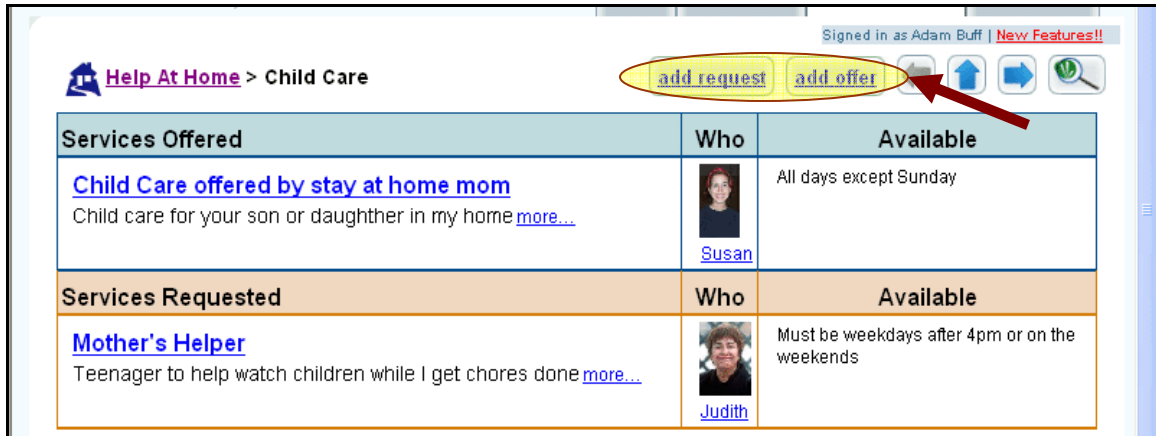 Signed in as Adam Buff | New Features!!
Help At Home > Child Care
add request add offer
Services Offered Who Available
Child Care offered by stay at home mom
Child care for your son or daughther in my home more...
All days except Sunday
Susan
Services Requested Who Available
Mother's Helper
Teenager to help watch children while I get chores done more...
Must be weekdays after 4pm or on the
weekends
Judith